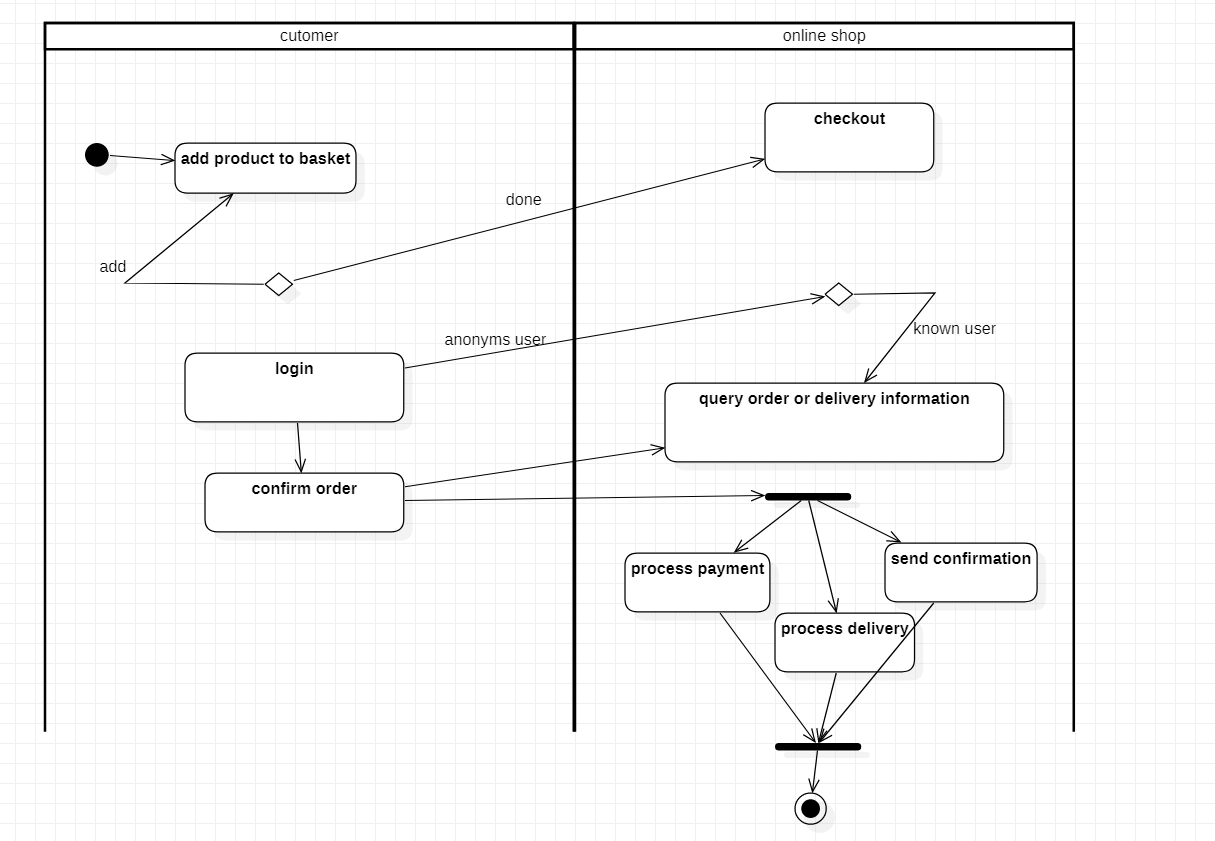 cutomer
online shop
checkout
add product to basket
done
add
anonyms user
known user
login
query order or delivery information
confirm order
process payment
send confirmation
process delivery